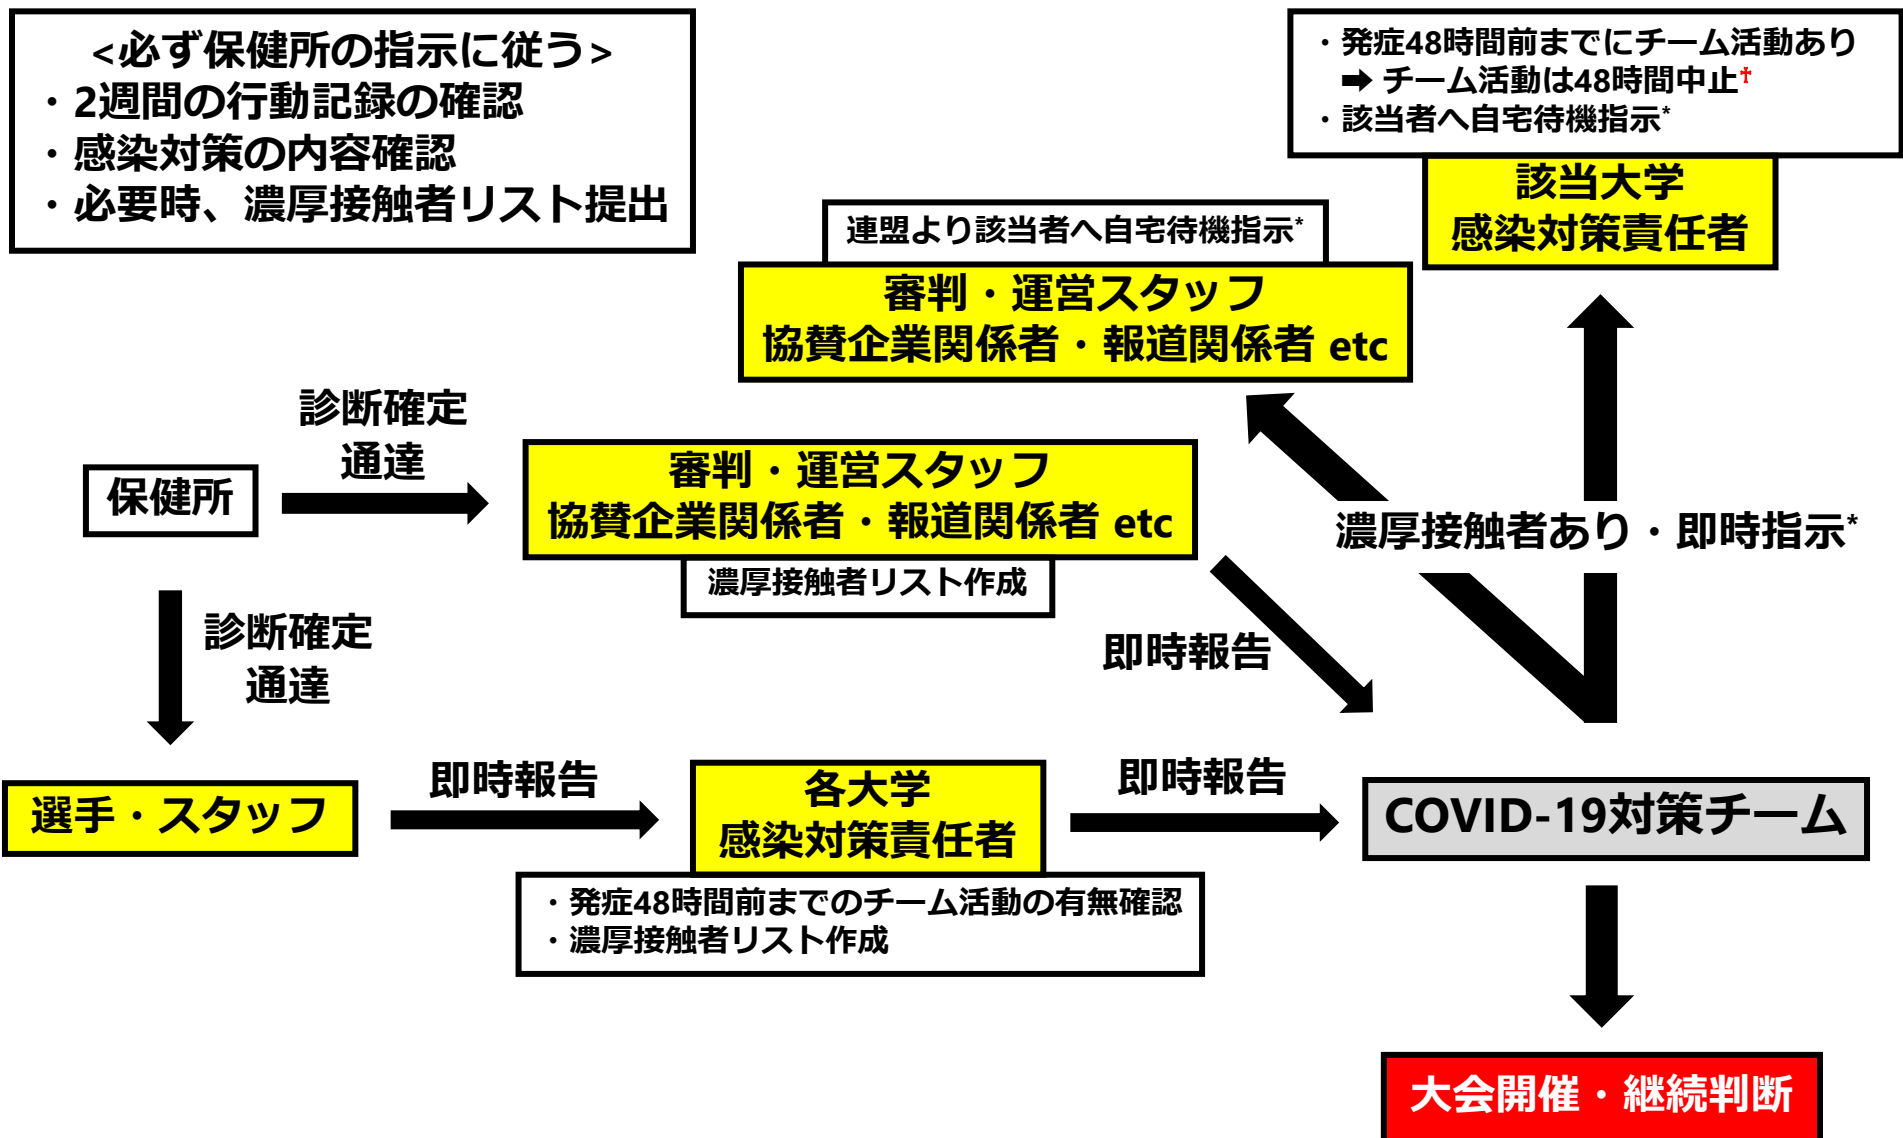 <必ず保健所の指示に従う>
・2週間の行動記録の確認
・感染対策の内容確認
・必要時、濃厚接触者リスト提出
・発症48時間前までにチーム活動あり
➡ チーム活動は48時間中止†
・該当者へ自宅待機指示*
該当大学
感染対策責任者
連盟より該当者へ自宅待機指示*
審判・運営スタッフ
協賛企業関係者・報道関係者 etc
診断確定
通達
保健所
審判・運営スタッフ
協賛企業関係者・報道関係者 etc
濃厚接触者リスト作成
濃厚接触者あり・即時指示*
診断確定
通達
即時報告
選手・スタッフ
即時報告
各大学
感染対策責任者
・発症48時間前までのチーム活動の有無確認
・濃厚接触者リスト作成
即時報告
COVID-19対策チーム
大会開催・継続判断